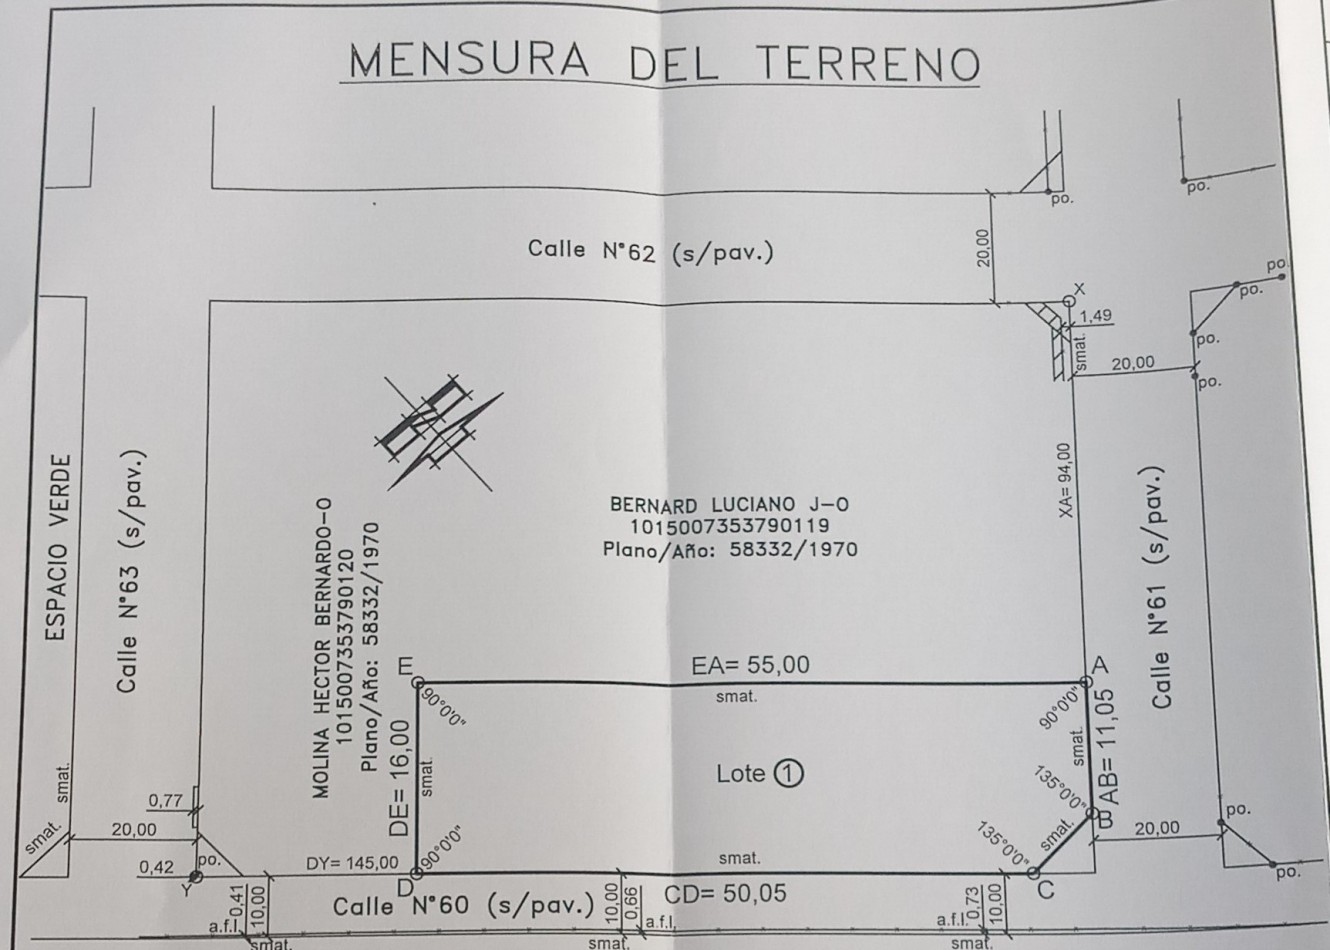 MENSURA DEL TERRENO
po.
po.
Calle N°62 (s/pav.)
20,00
po.
po.
X
1,49
smat.
20,00
po.
po.
ESPACIO VERDE
Calle N°63 (s/pav.)
MOLINA HECTOR BERNARDO-O
1015007353790120
Plano/Año: 58332/1970
BERNARD LUCIANO J-O
1015007353790119
Plano/Año: 58332/1970
XA= 94,00
Calle N°61 (s/pav.)
E
EA= 55,00
A
smat.
90°0'0"
90°0'0"
DE= 16,00
smat.
Lote 1
smat.
AB= 11,05
135°0'0"
B
smat.
0,77
20,00
smat.
135°0'0"
smat.
20,00
po.
0,42
po.
DY= 145,00
90°0'0"
smat.
po.
Y
D
CD= 50,05
C
Calle N°60 (s/pav.)
0,41
10,00
a.f.l.
smat.
10,00
0,66
a.f.l.
smat.
0,73
10,00
a.f.l.
smat.